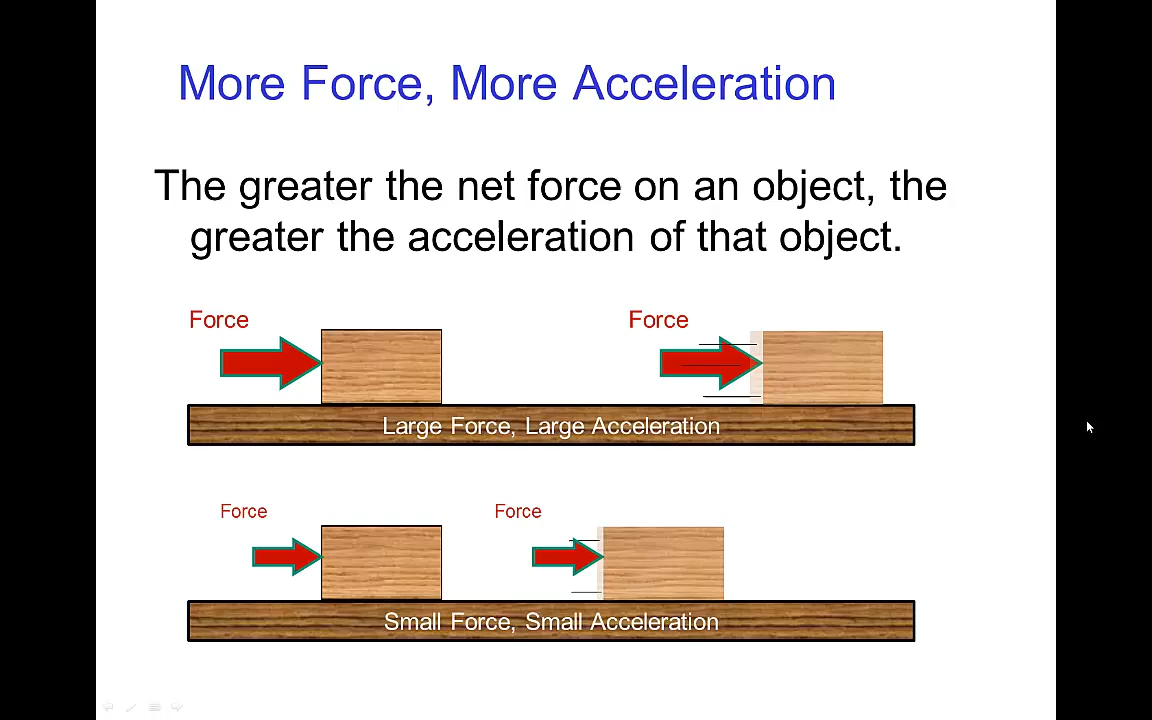 More Force, More Acceleration
The greater the net force on an object, the
greater the acceleration of that object.
Force
Force
Large Force, Large Acceleration
Force
Force
Small Force, Small Acceleration